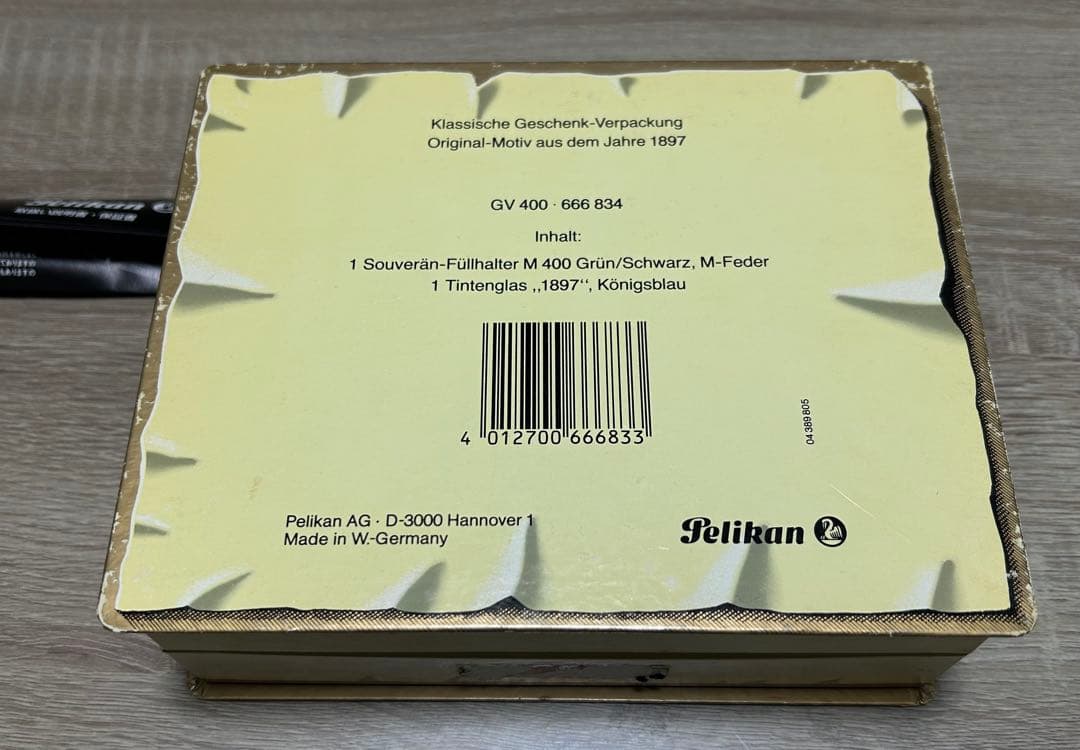 Klassische Geschenk-Verpackung
Original-Motiv aus dem Jahre 1897
GV 400 · 666 834
Inhalt:
1 Souverän-Füllhalter M 400 Grün/Schwarz, M-Feder
1 Tintenglas ,,1897‘‘, Königsblau
4 012700 666833
04 389 805
Pelikan AG · D-3000 Hannover 1
Made in W.-Germany
Pelikan
Pelikan